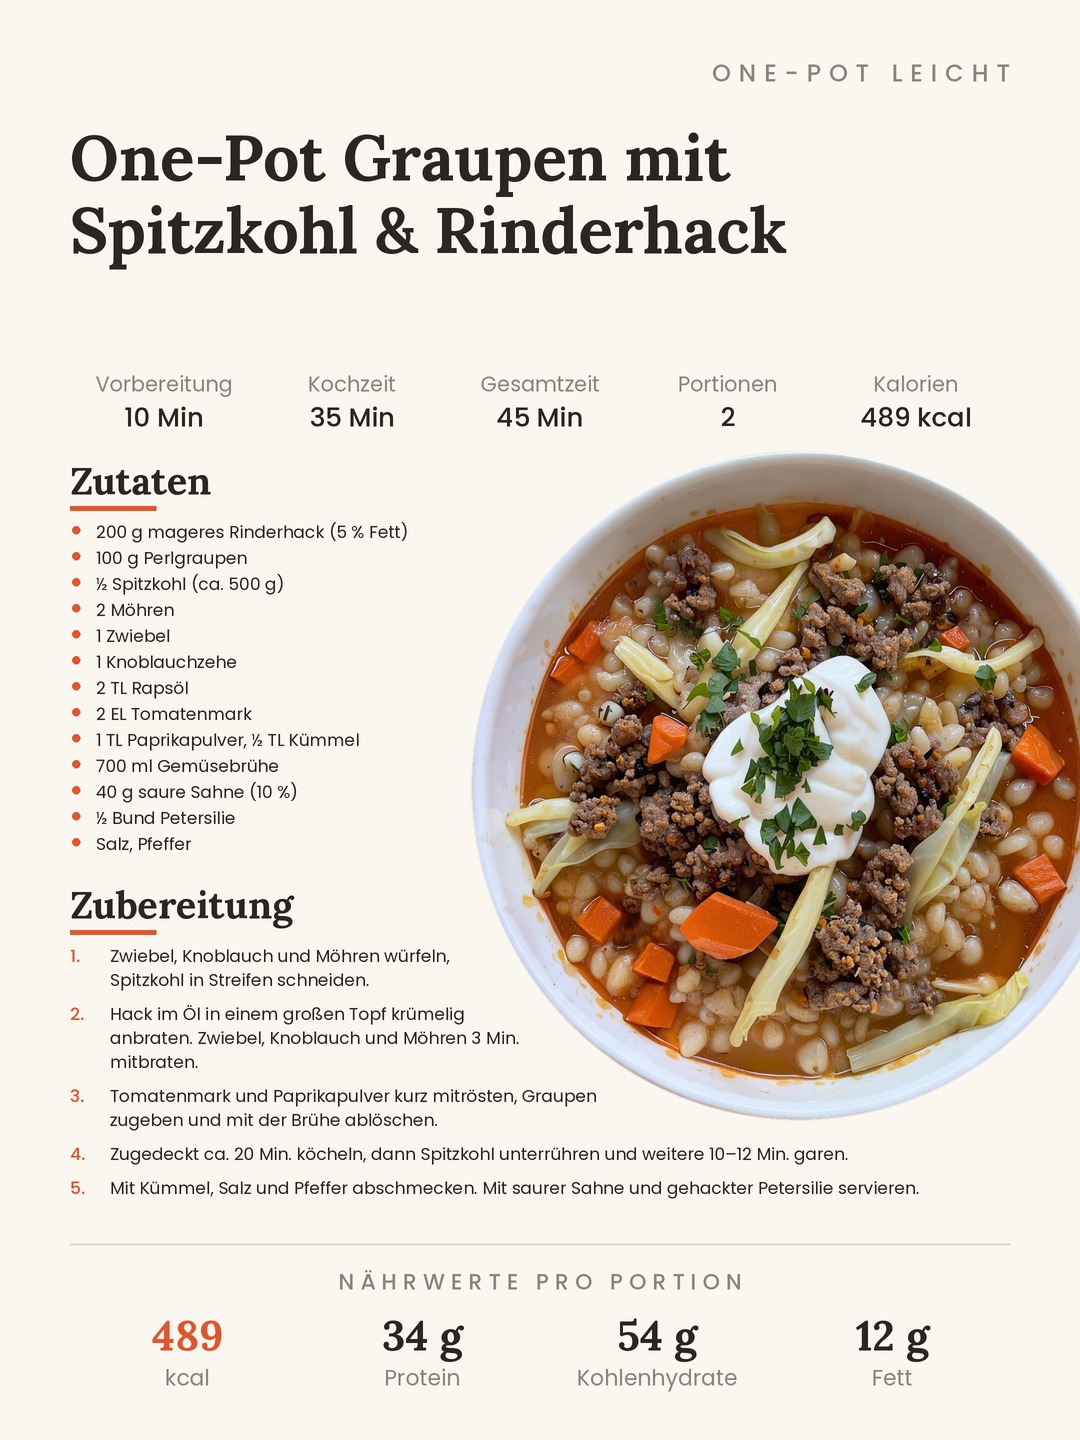 ONE-POT LEICHT
One-Pot Graupen mit
Spitzkohl & Rinderhack
Vorbereitung
10 Min
Kochzeit
35 Min
Gesamtzeit
45 Min
Portionen
2
Kalorien
489 kcal
Zutaten
200 g mageres Rinderhack (5 % Fett)
100 g Perlgraupen
½ Spitzkohl (ca. 500 g)
2 Möhren
1 Zwiebel
1 Knoblauchzehe
2 TL Rapsöl
2 EL Tomatenmark
1 TL Paprikapulver, ½ TL Kümmel
700 ml Gemüsebrühe
40 g saure Sahne (10 %)
½ Bund Petersilie
Salz, Pfeffer
Zubereitung
1. Zwiebel, Knoblauch und Möhren würfeln,
Spitzkohl in Streifen schneiden.
2. Hack im Öl in einem großen Topf krümelig
anbraten. Zwiebel, Knoblauch und Möhren 3 Min.
mitbraten.
3. Tomatenmark und Paprikapulver kurz mitrösten, Graupen
zugeben und mit der Brühe ablöschen.
4. Zugedeckt ca. 20 Min. köcheln, dann Spitzkohl unterrühren und weitere 10–12 Min. garen.
5. Mit Kümmel, Salz und Pfeffer abschmecken. Mit saurer Sahne und gehackter Petersilie servieren.
NÄHRWERTE PRO PORTION
489
kcal
34 g
Protein
54 g
Kohlenhydrate
12 g
Fett